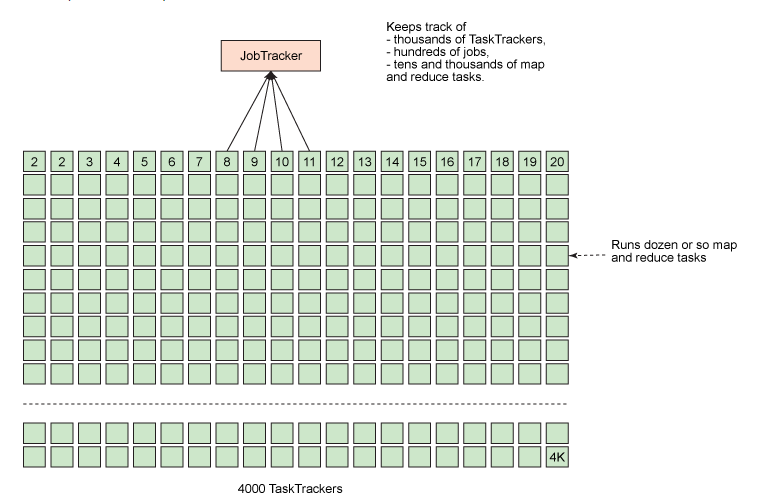 Keeps track of
- thousands of TaskTrackers,
- hundreds of jobs,
- tens and thousands of map
and reduce tasks.
JobTracker
2 2 3 4 5 6 7 8 9 10 11 12 13 14 15 16 17 18 19 20
Runs dozen or so map
and reduce tasks
4K
4000 TaskTrackers